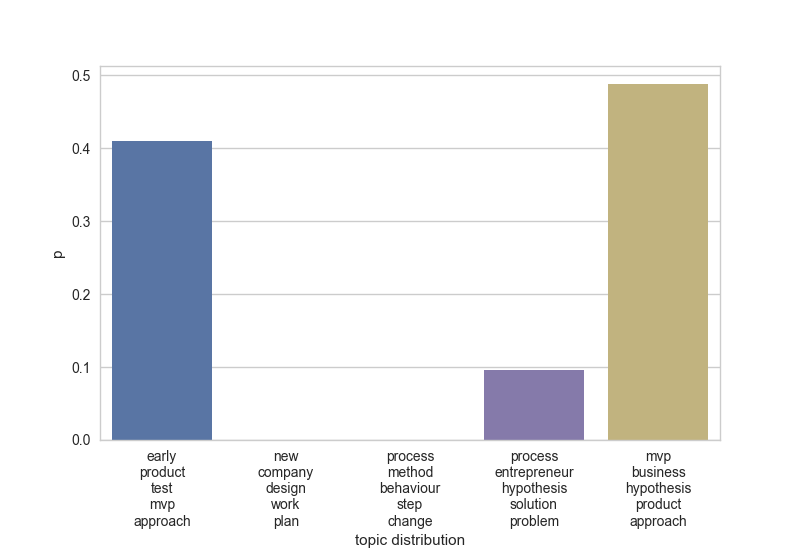 0.5
0.4
0.3
0.2
0.1
0.0
p
early
product
test
mvp
approach
new
company
design
work
plan
process
method
behaviour
step
change
process
entrepreneur
hypothesis
solution
problem
mvp
business
hypothesis
product
approach
topic distribution